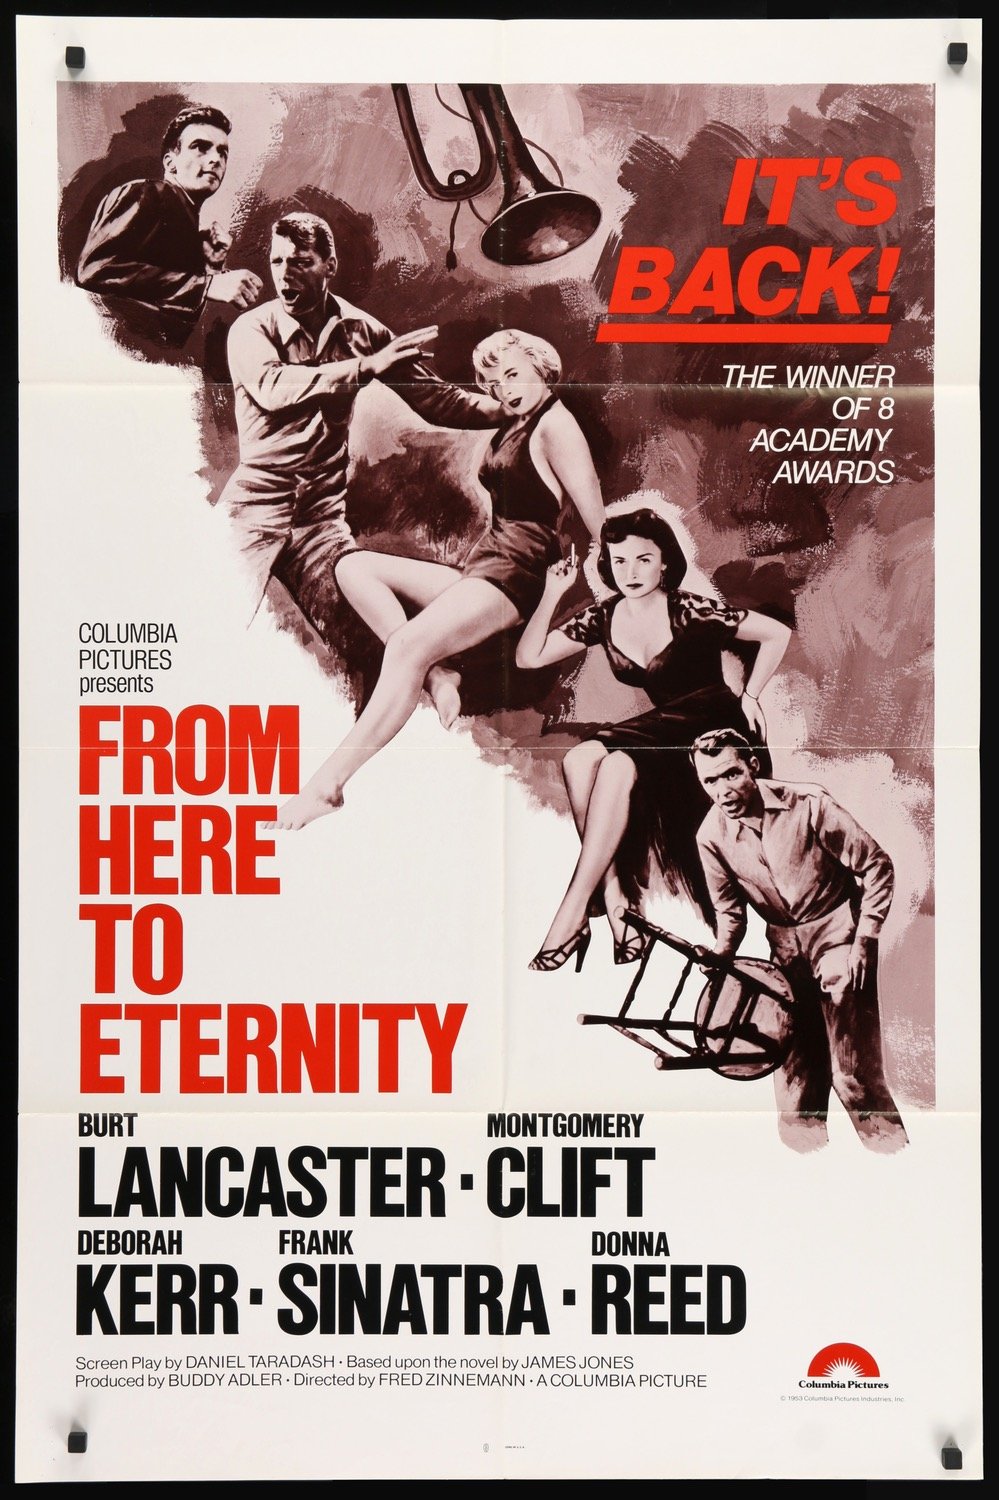 IT'S
BACK!
THE WINNER
OF 8
ACADEMY
AWARDS
COLUMBIA
PICTURES
presents
FROM
HERE
TO
ETERNITY
BURT MONTGOMERY
LANCASTER · CLIFT
DEBORAH FRANK DONNA
KERR · SINATRA · REED
Screen Play by DANIEL TARADASH · Based upon the novel by JAMES JONES
Produced by BUDDY ADLER · Directed by FRED ZINNEMANN · A COLUMBIA PICTURE
Columbia Pictures
© 1953 Columbia Pictures Industries, Inc.